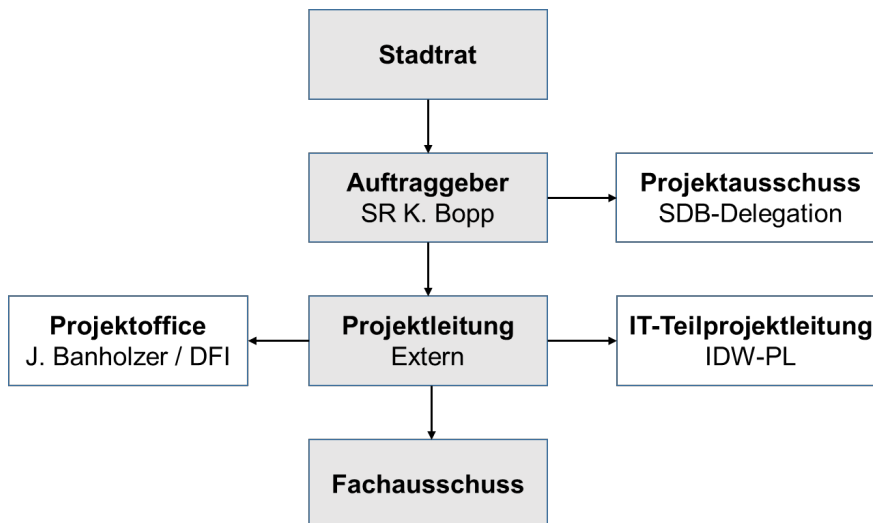 Stadtrat
Auftraggeber
SR K. Bopp
Projektausschuss
SDB-Delegation
Projektoffice
J. Banholzer / DFI
Projektleitung
Extern
IT-Teilprojektleitung
IDW-PL
Fachausschuss